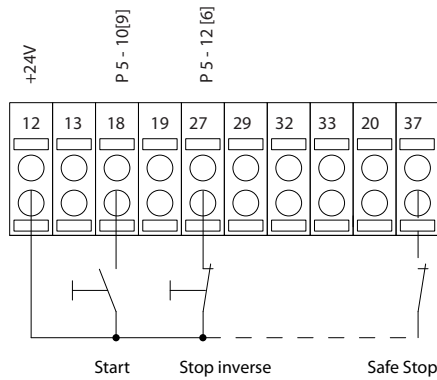 +24V P 5 - 10[9] P 5 - 12 [6]
12 13 18 19 27 29 32 33 20 37
Start Stop inverse Safe Stop